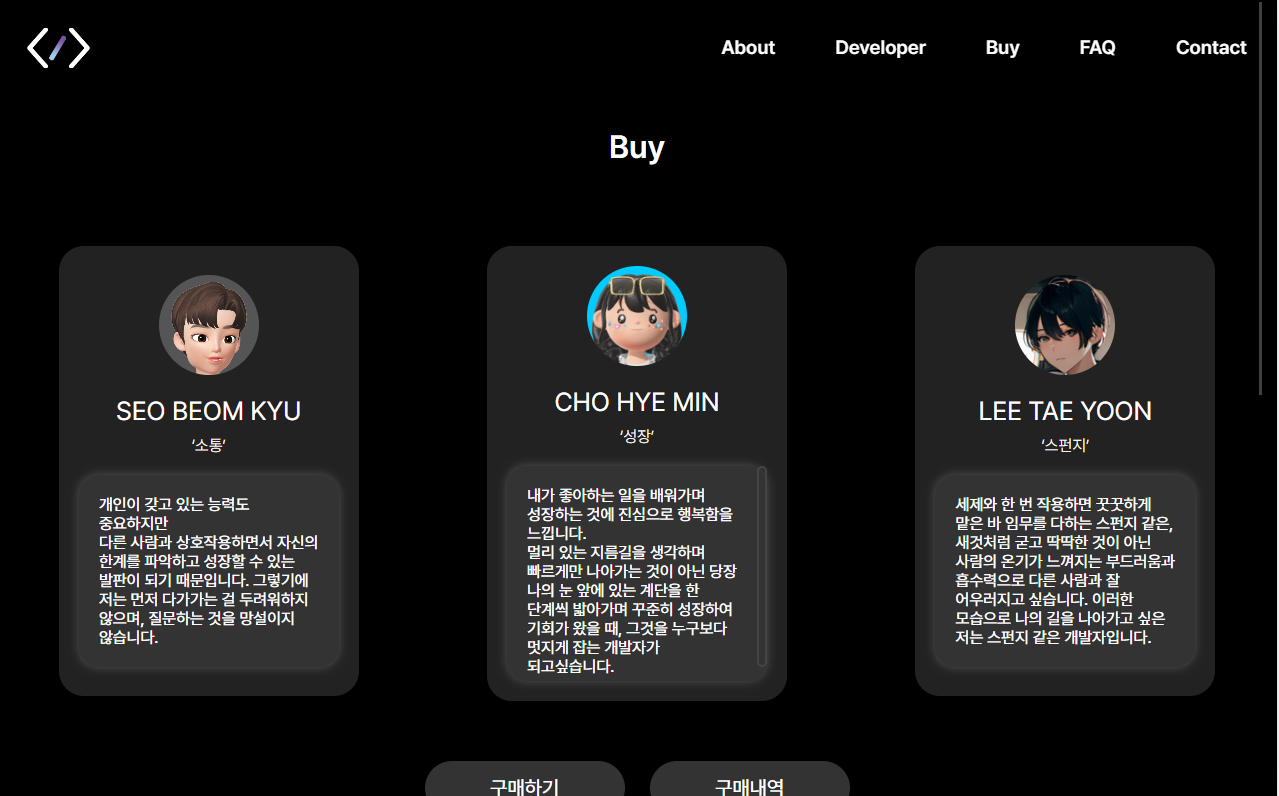 About
Developer
Buy
FAQ
Contact
Buy
SEO BEOM KYU
‘소통’
개인이 갖고 있는 능력도
중요하지만
다른 사람과 상호작용하면서 자신의
한계를 파악하고 성장할 수 있는
발판이 되기 때문입니다. 그렇기에
저는 먼저 다가가는 걸 두려워하지
않으며, 질문하는 것을 망설이지
않습니다.
CHO HYE MIN
‘성장’
내가 좋아하는 일을 배워가며
성장하는 것에 진심으로 행복함을
느낍니다.
멀리 있는 지름길을 생각하며
빠르게만 나아가는 것이 아닌 당장
나의 눈 앞에 있는 계단을 한
단계씩 밟아가며 꾸준히 성장하여
기회가 왔을 때, 그것을 누구보다
멋지게 잡는 개발자가
되고싶습니다.
LEE TAE YOON
‘스펀지’
세제와 한 번 작용하면 꿋꿋하게
맡은 바 임무를 다하는 스펀지 같은,
새것처럼 굳고 딱딱한 것이 아닌
사람의 온기가 느껴지는 부드러움과
흡수력으로 다른 사람과 잘
어우러지고 싶습니다. 이러한
모습으로 나의 길을 나아가고 싶은
저는 스펀지 같은 개발자입니다.
구매하기
구매내역